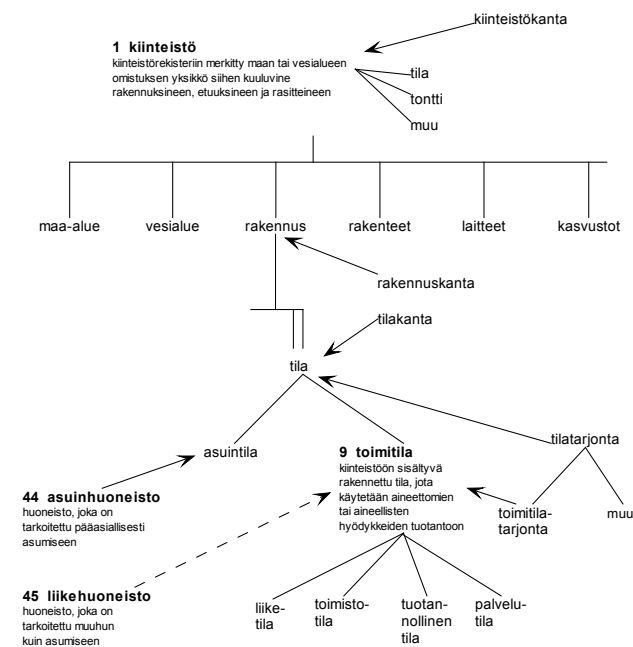 kiinteistökanta
1 kiinteistö
kiinteistörekisteriin merkitty maan tai vesialueen
omistuksen yksikkö siihen kuuluvine
rakennuksineen, etuuksineen ja rasitteineen
tila
tontti
muu
maa-alue vesialue rakennus rakenteet laitteet kasvustot
rakennuskanta
tilakanta
tila
tilatarjonta
asuintila
9 toimitila
kiinteistöön sisältyvä
rakennettu tila, jota
käytetään aineettomien
tai aineellisten
hyödykkeiden tuotantoon
44 asuinhuoneisto
huoneisto, joka on
tarkoitettu pääasiallisesti
asumiseen
toimitila-
tarjonta
muu
45 liikehuoneisto
huoneisto, joka on
tarkoitettu muuhun
kuin asumiseen
liike-
tila
toimisto-
tila
tuotan-
nollinen
tila
palvelu-
tila